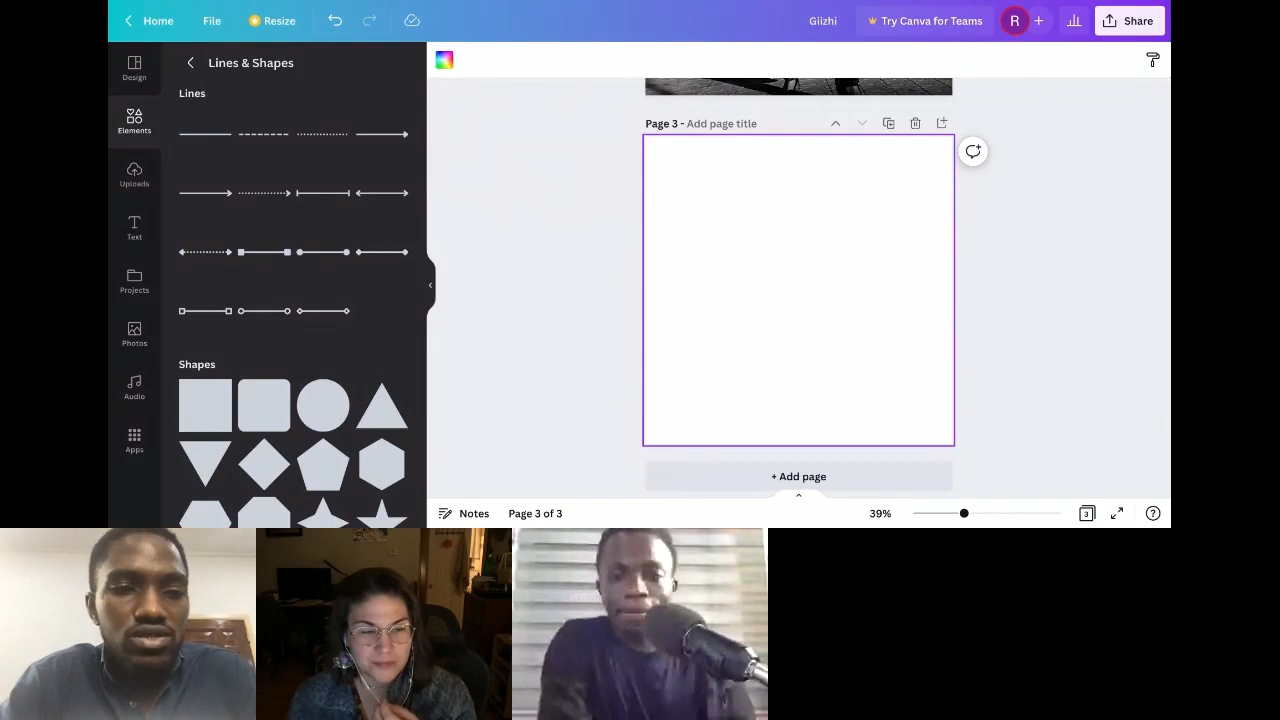 Home File Resize Giizhi Try Canva for Teams R + Share
Design
Elements
Uploads
Text
Projects
Photos
Audio
Apps
Lines & Shapes
Lines
Shapes
Page 3 - Add page title
+ Add page
Notes Page 3 of 3 39% 3 ?